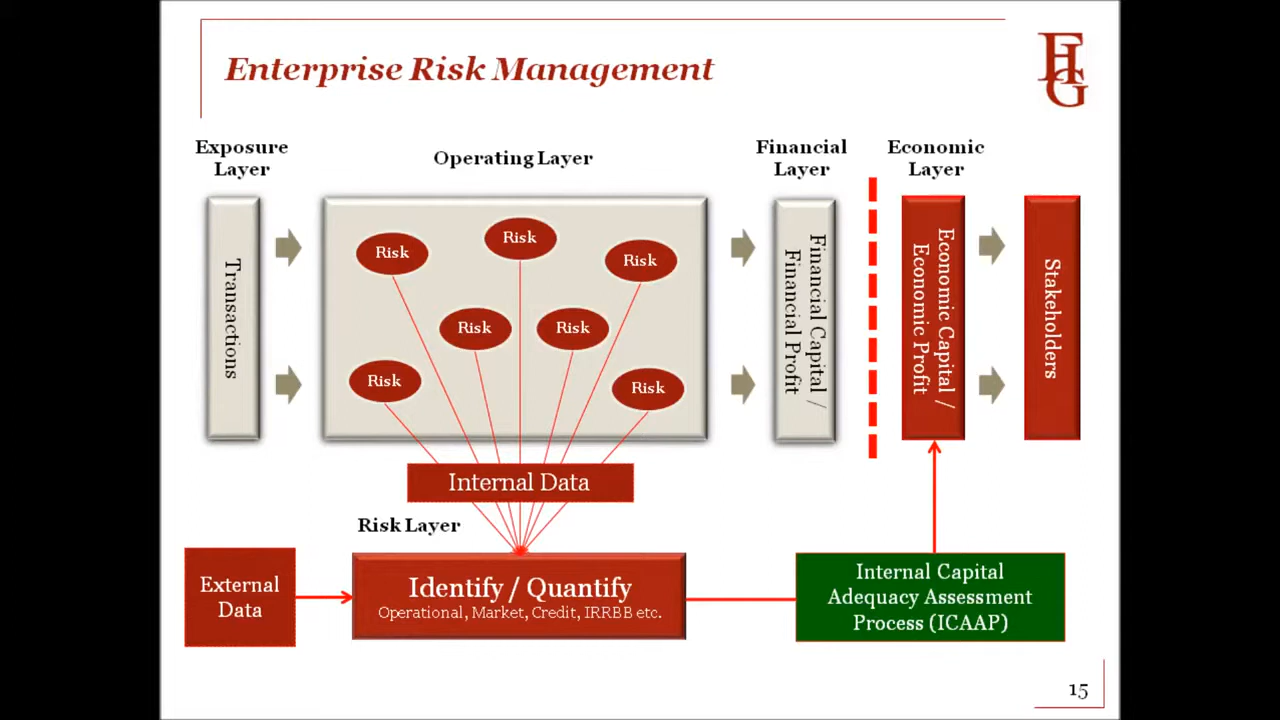 Enterprise Risk Management
FHG
Exposure
Layer
Operating Layer
Financial
Layer
Economic
Layer
Transactions
Risk
Risk
Risk
Risk
Risk
Risk
Risk
Financial Capital /
Financial Profit
Economic Capital /
Economic Profit
Stakeholders
Internal Data
Risk Layer
External
Data
Identify / Quantify
Operational, Market, Credit, IRRBB etc.
Internal Capital
Adequacy Assessment
Process (ICAAP)
15